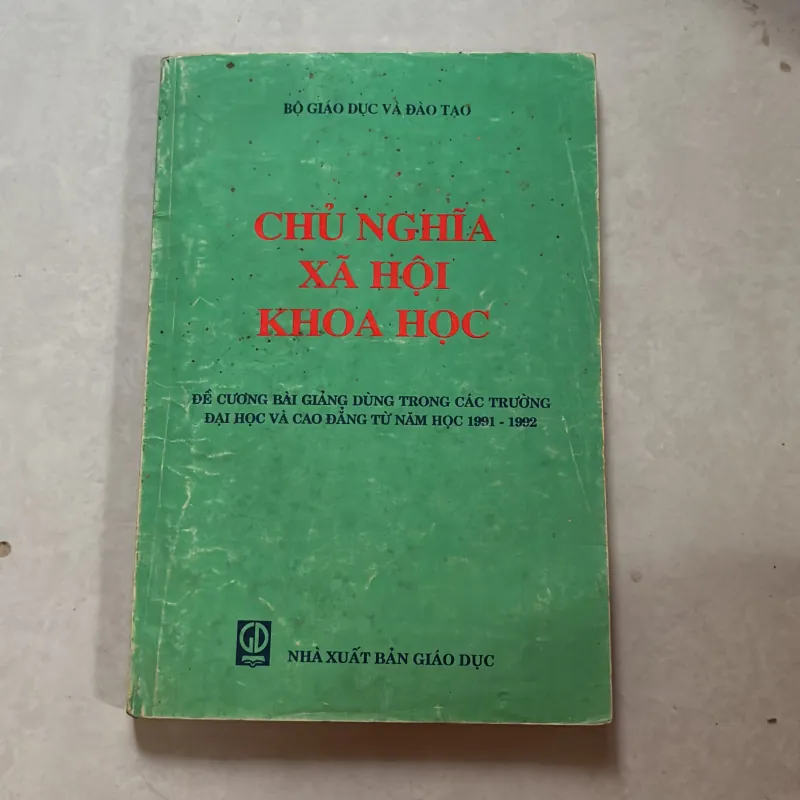 BỘ GIÁO DỤC VÀ ĐÀO TẠO
CHỦ NGHĨA
XÃ HỘI
KHOA HỌC
ĐỀ CƯƠNG BÀI GIẢNG DÙNG TRONG CÁC TRƯỜNG
ĐẠI HỌC VÀ CAO ĐẲNG TỪ NĂM HỌC 1991 - 1992
GD
NHÀ XUẤT BẢN GIÁO DỤC